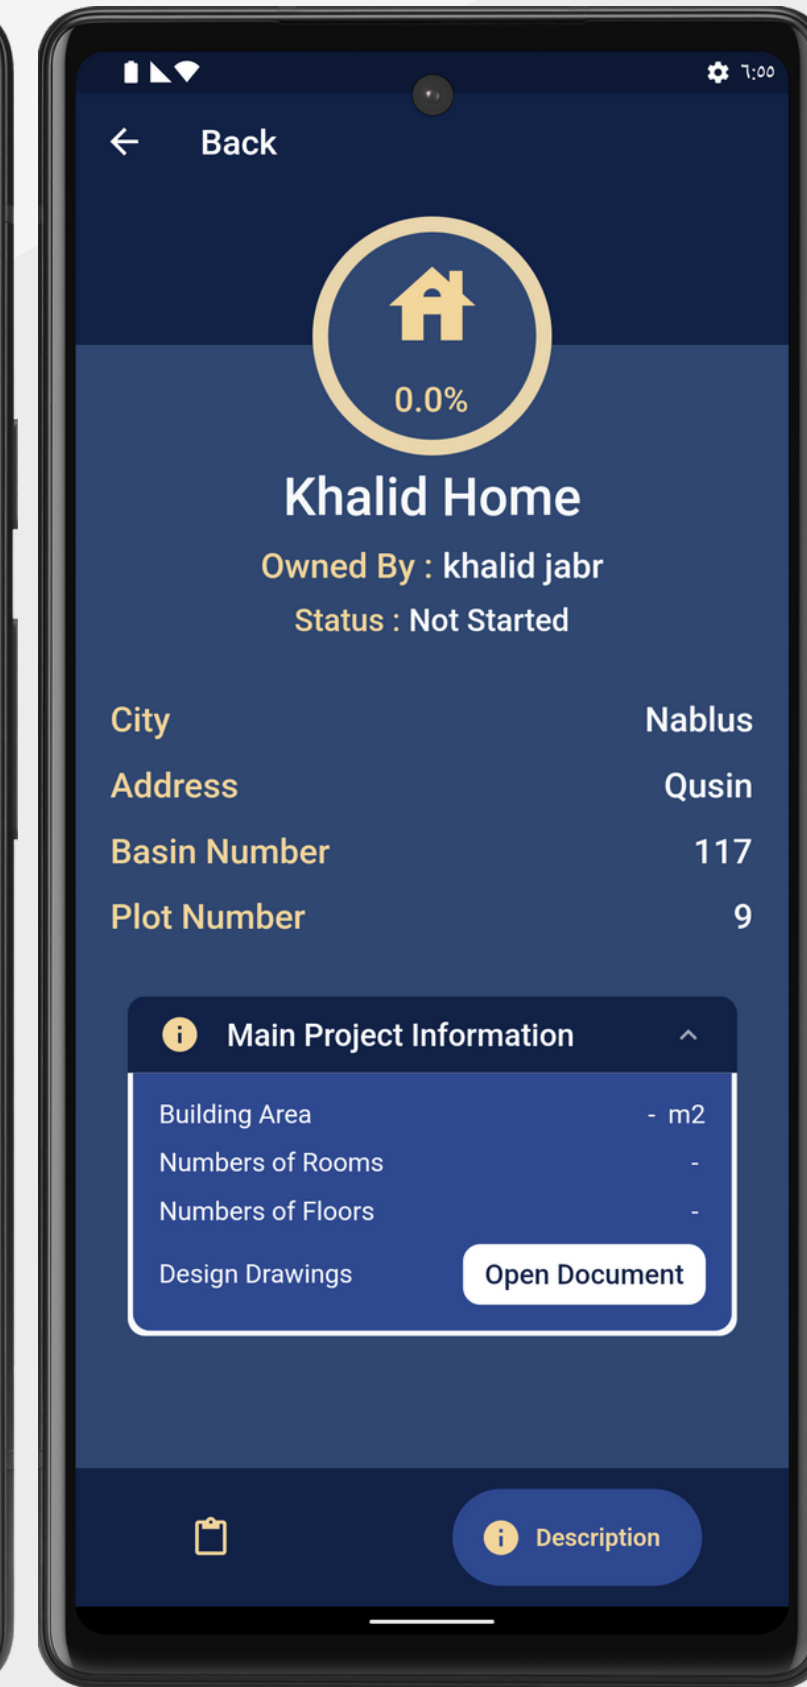 ٦:٥٥
Back
0.0%
Khalid Home
Owned By : khalid jabr
Status : Not Started
City Nablus
Address Qusin
Basin Number 117
Plot Number 9
Main Project Information
Building Area - m2
Numbers of Rooms -
Numbers of Floors -
Design Drawings Open Document
Description